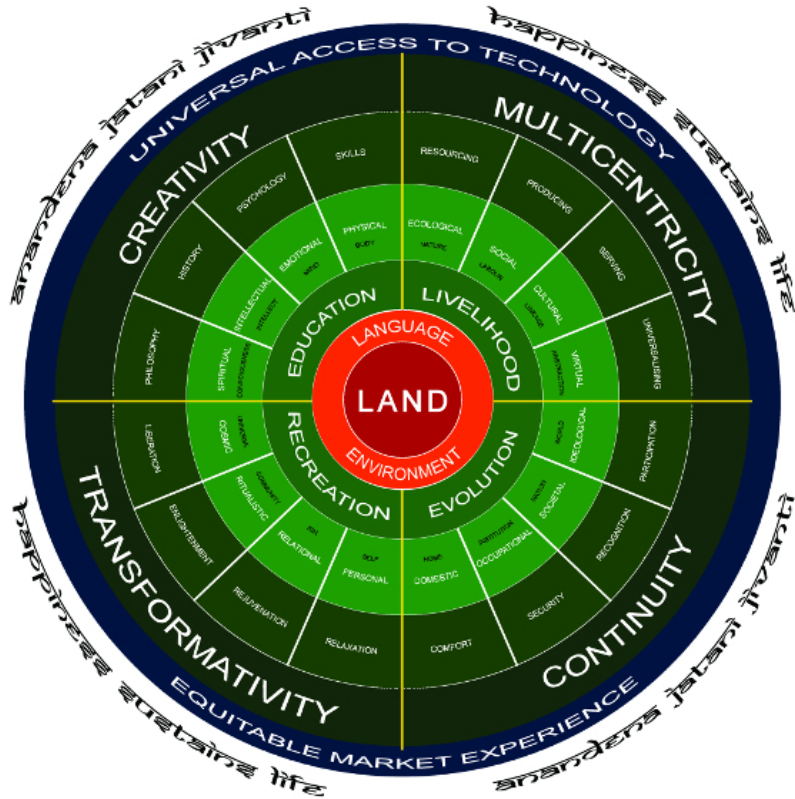 anandena jatani jivanti
happiness sustains life
UNIVERSAL ACCESS TO TECHNOLOGY
CREATIVITY
MULTICENTRICITY
PHILOSOPHY
HISTORY
PSYCHOLOGY
SKILLS
RESOURCING
PRODUCING
SERVING
UNIVERSALISING
SPIRITUAL
INTELLECTUAL
EMOTIONAL
PHYSICAL
ECOLOGICAL
SOCIAL
CULTURAL
VIRTUAL
CONSCIOUSNESS
INTELLECT
MIND
BODY
NATURE
LABOUR
LINEAGE
ABSTRACTION
EDUCATION
LIVELIHOOD
LANGUAGE
LAND
ENVIRONMENT
RECREATION
EVOLUTION
UNIVERSAL
COMMUNITY
SELF
HOME
INSTITUTION
WORLD
COSMIC
RITUALISTIC
RELATIONAL
PERSONAL
DOMESTIC
OCCUPATIONAL
SOCIETAL
IDEOLOGICAL
LIBERATION
ENLIGHTENMENT
REJUVENATION
RELAXATION
COMFORT
SECURITY
RECOGNITION
PARTICIPATION
TRANSFORMATIVITY
CONTINUITY
EQUITABLE MARKET EXPERIENCE
happiness sustains life
anandena jatani jivanti